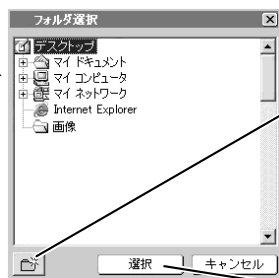 フォルダ選択
デスクトップ
マイ ドキュメント
マイ コンピュータ
マイ ネットワーク
Internet Explorer
画像
選択
キャンセル